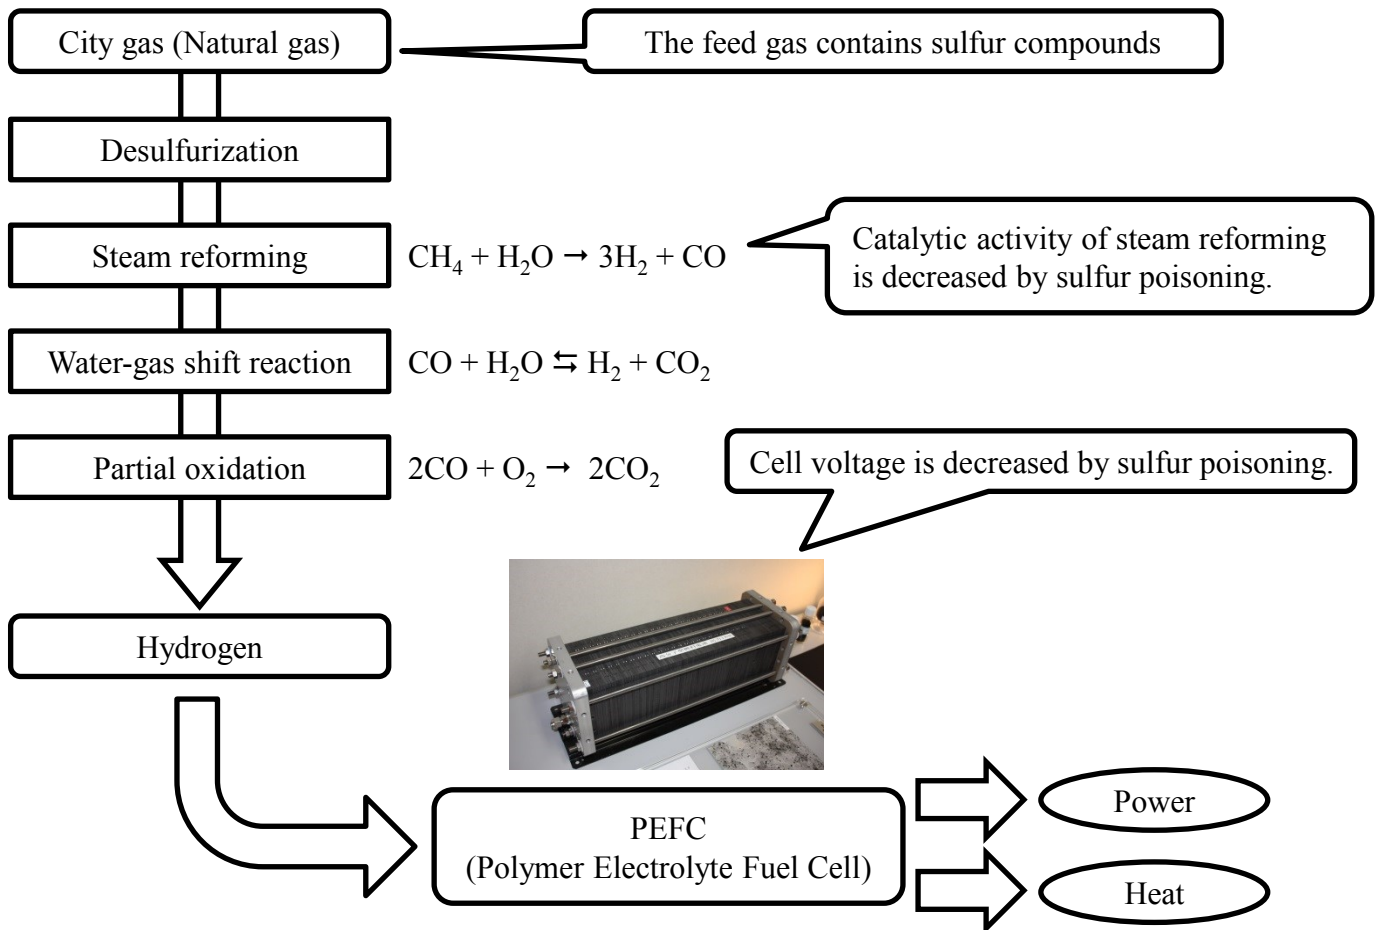 City gas (Natural gas)
The feed gas contains sulfur compounds
Desulfurization
Steam reforming
CH₄ + H₂O → 3H₂ + CO
Catalytic activity of steam reforming
is decreased by sulfur poisoning.
Water-gas shift reaction
CO + H₂O ⇆ H₂ + CO₂
Partial oxidation
2CO + O₂ → 2CO₂
Cell voltage is decreased by sulfur poisoning.
Hydrogen
PEFC
(Polymer Electrolyte Fuel Cell)
Power
Heat